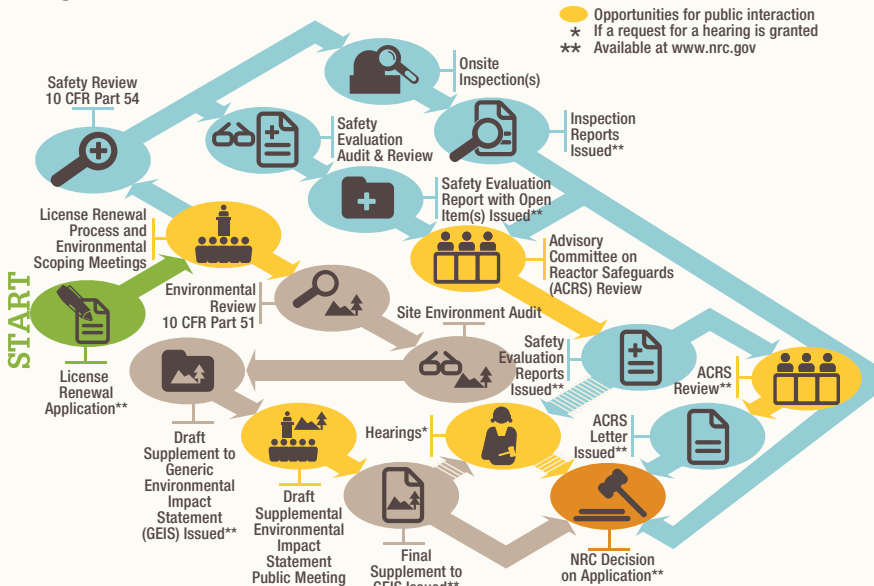 Opportunities for public interaction
* If a request for a hearing is granted
** Available at www.nrc.gov
Safety Review
10 CFR Part 54
Onsite
Inspection(s)
Safety
Evaluation
Audit & Review
Inspection
Reports
Issued**
Safety Evaluation
Report with Open
Item(s) Issued**
License Renewal
Process and
Environmental
Scoping Meetings
Advisory
Committee on
Reactor Safeguards
(ACRS) Review
START
Environmental
Review
10 CFR Part 51
Site Environment Audit
License
Renewal
Application**
Safety
Evaluation
Reports
Issued**
ACRS
Review**
Draft
Supplement to
Generic
Environmental
Impact
Statement
(GEIS) Issued**
Hearings*
ACRS
Letter
Issued**
Draft
Supplemental
Environmental
Impact
Statement
Public Meeting
Final
Supplement to
GEIS Issued**
NRC Decision
on Application**